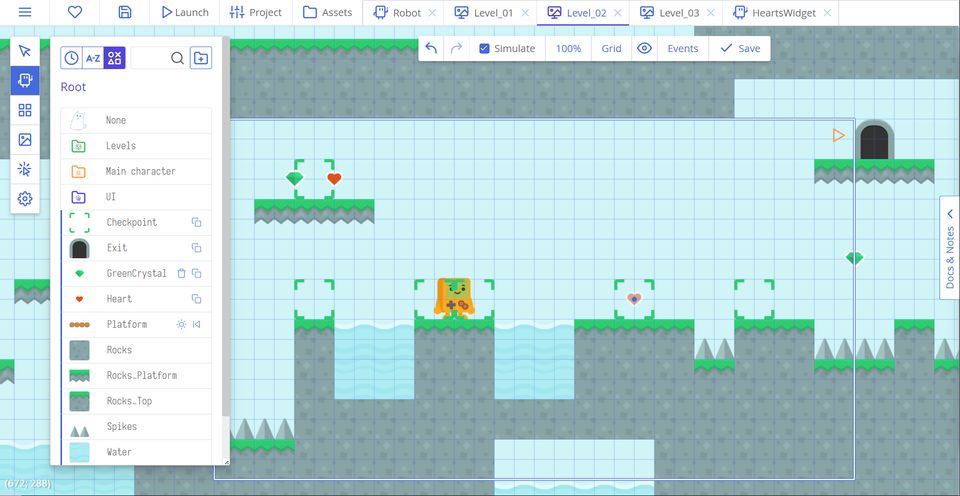 Launch Project Assets Robot Level_01 Level_02 Level_03 HeartsWidget
Simulate 100% Grid Events Save
A-Z
Root
None
Levels
Main character
UI
Checkpoint
Exit
GreenCrystal
Heart
Platform
Rocks
Rocks_Platform
Rocks_Top
Spikes
Water
Docs & Notes
(672; 288)